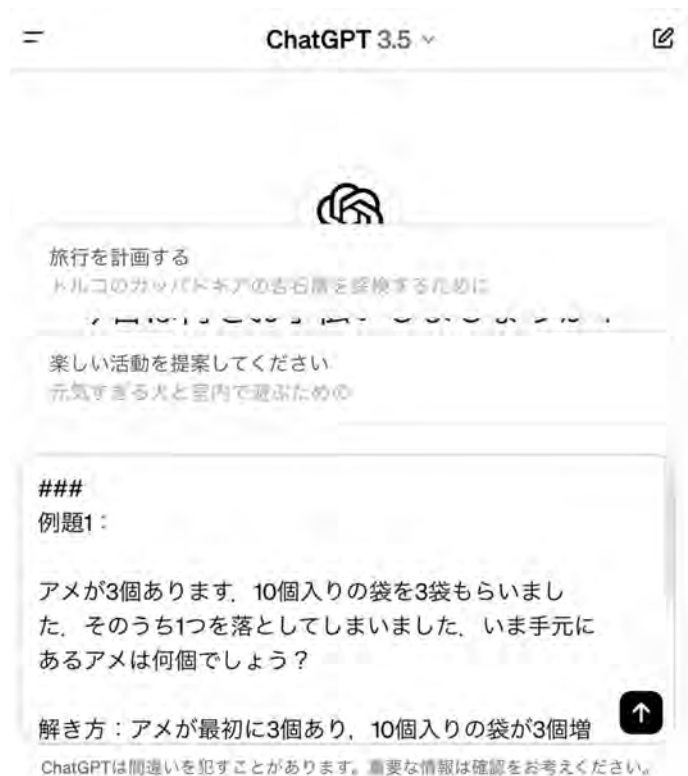 ChatGPT 3.5
旅行を計画する
トルコのカッパドキアの古石層を探検するために
楽しい活動を提案してください
元気すぎる犬と室内で遊ぶための
###
例題1：
アメが3個あります．10個入りの袋を3袋もらいまし
た．そのうち1つを落としてしまいました．いま手元に
あるアメは何個でしょう？
解き方：アメが最初に3個あり，10個入りの袋が3個増
ChatGPTは間違いを犯すことがあります。重要な情報は確認をお考えください。